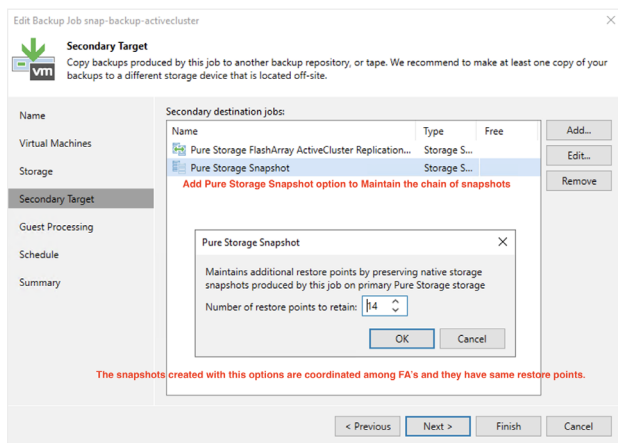 Edit Backup Job snap-backup-activecluster
Secondary Target
Copy backups produced by this job to another backup repository, or tape. We recommend to make at least one copy of your
backups to a different storage device that is located off-site.
vm
Name
Virtual Machines
Storage
Secondary Target
Guest Processing
Schedule
Summary
Secondary destination jobs:
Name Type Free
Pure Storage FlashArray ActiveCluster Replication... Storage S...
Pure Storage Snapshot Storage S...
Add Pure Storage Snapshot option to Maintain the chain of snapshots
Add...
Edit...
Remove
Pure Storage Snapshot
Maintains additional restore points by preserving native storage
snapshots produced by this job on primary Pure Storage storage
Number of restore points to retain: 14
OK Cancel
The snapshots created with this options are coordinated among FA's and they have same restore points.
< Previous Next > Finish Cancel